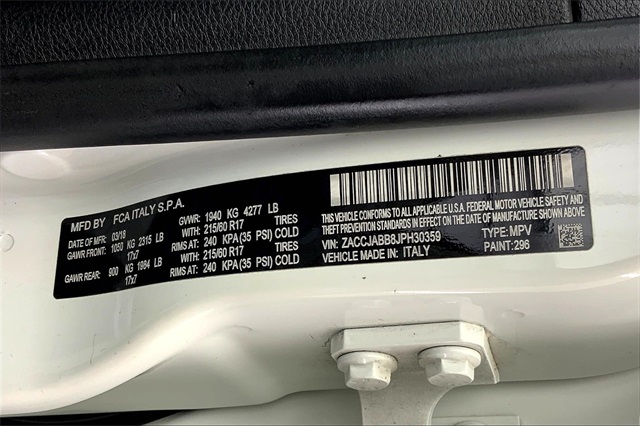 MFD BY: FCA ITALY S.P.A.
DATE OF MFR: 03/18 GVWR: 1940 KG 4277 LB
GAWR FRONT: 1050 KG 2315 LB WITH: 215/60 R17 TIRES
17x7 RIMS AT: 240 KPA(35 PSI) COLD
GAWR REAR: 900 KG 1984 LB WITH: 215/60 R17 TIRES
17x7 RIMS AT: 240 KPA(35 PSI) COLD
THIS VEHICLE CONFORMS TO ALL APPLICABLE U.S.A. FEDERAL MOTOR VEHICLE SAFETY, BUMPER AND
THEFT PREVENTION STANDARDS IN EFFECT ON THE DATE OF MANUFACTURE SHOWN ABOVE.
VIN: ZACCJABB8JPH30359 TYPE: MPV
VEHICLE MADE IN: ITALY PAINT: 296